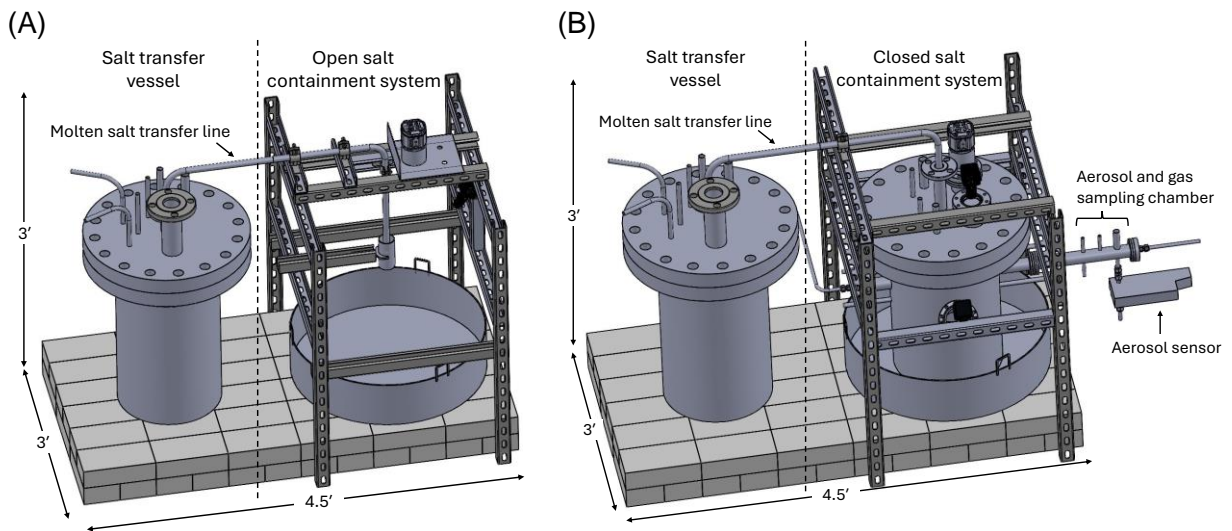 (A)
Salt transfer
vessel
Open salt
containment system
Molten salt transfer line
3′
3′
4.5′
(B)
Salt transfer
vessel
Closed salt
containment system
Molten salt transfer line
Aerosol and gas
sampling chamber
3′
Aerosol sensor
3′
4.5′